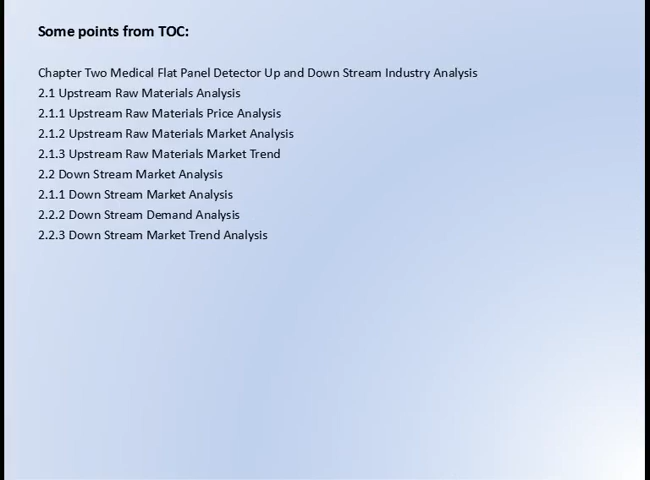 Some points from TOC:
Chapter Two Medical Flat Panel Detector Up and Down Stream Industry Analysis
2.1 Upstream Raw Materials Analysis
2.1.1 Upstream Raw Materials Price Analysis
2.1.2 Upstream Raw Materials Market Analysis
2.1.3 Upstream Raw Materials Market Trend
2.2 Down Stream Market Analysis
2.1.1 Down Stream Market Analysis
2.2.2 Down Stream Demand Analysis
2.2.3 Down Stream Market Trend Analysis